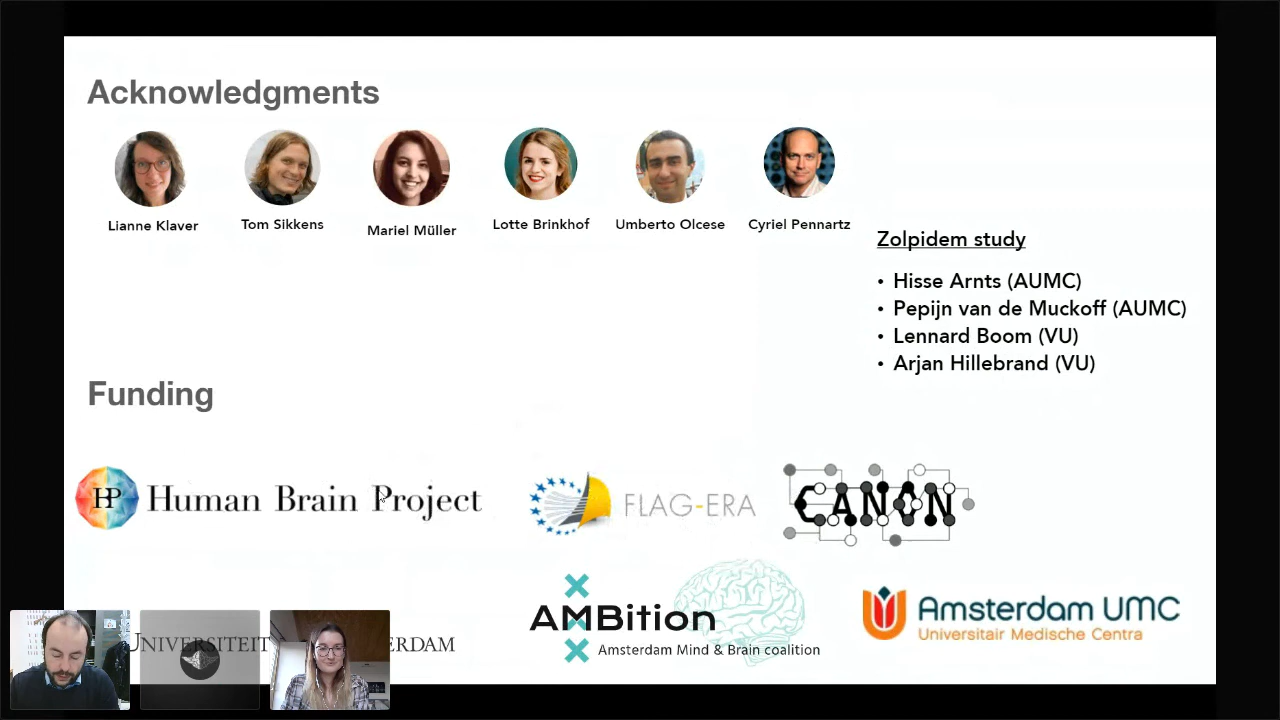 Acknowledgments
Lianne Klaver
Tom Sikkens
Mariel Müller
Lotte Brinkhof
Umberto Olcese
Cyriel Pennartz
Zolpidem study
• Hisse Arnts (AUMC)
• Pepijn van de Muckoff (AUMC)
• Lennard Boom (VU)
• Arjan Hillebrand (VU)
Funding
HP Human Brain Project
FLAG-ERA
CANON
AMBition
Amsterdam Mind & Brain coalition
Amsterdam UMC
Universitair Medische Centra
UNIVERSITEIT ERDAM